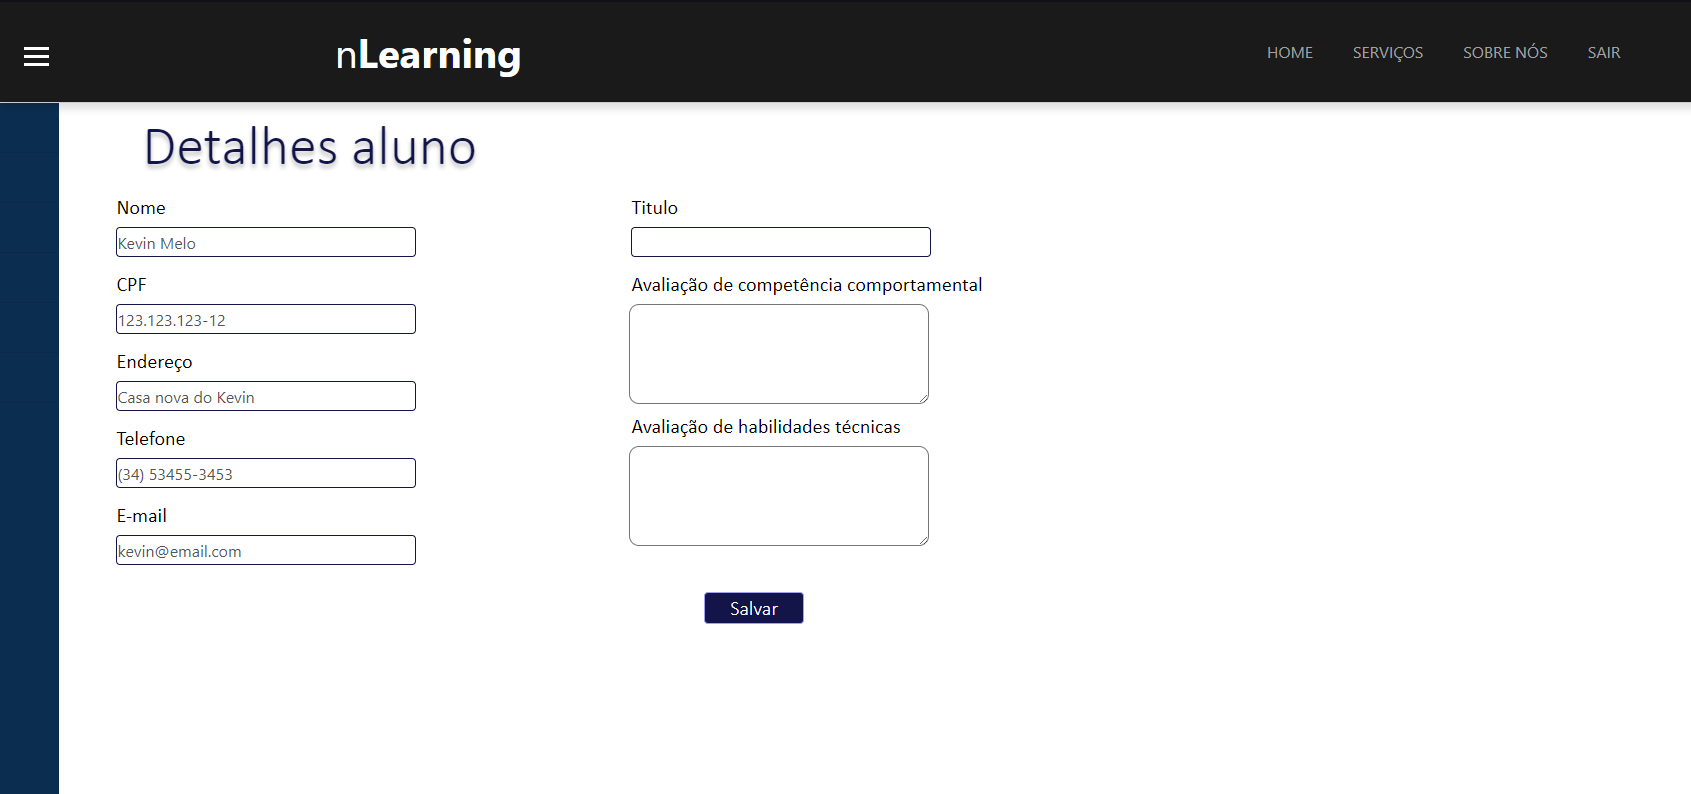 nLearning
HOME SERVIÇOS SOBRE NÓS SAIR
Detalhes aluno
Nome
Kevin Melo
CPF
123.123.123-12
Endereço
Casa nova do Kevin
Telefone
(34) 53455-3453
E-mail
kevin@email.com
Titulo
Avaliação de competência comportamental
Avaliação de habilidades técnicas
Salvar